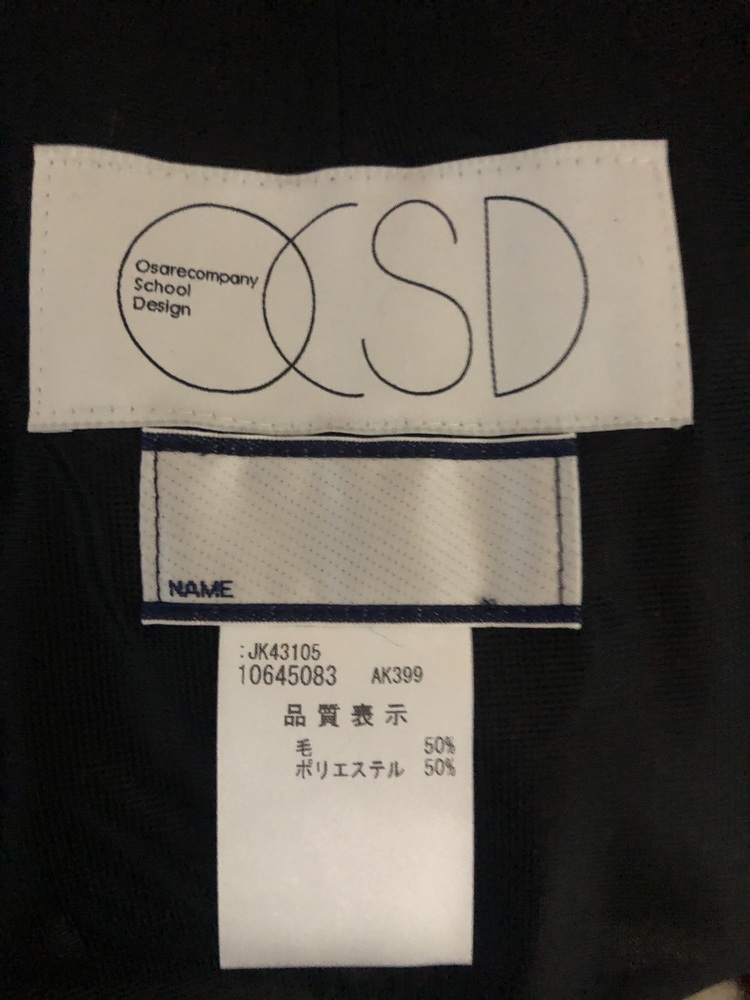 OCSD
Osarecompany
School
Design
NAME
:JK43105
10645083 AK399
品質表示
毛 50%
ポリエステル 50%